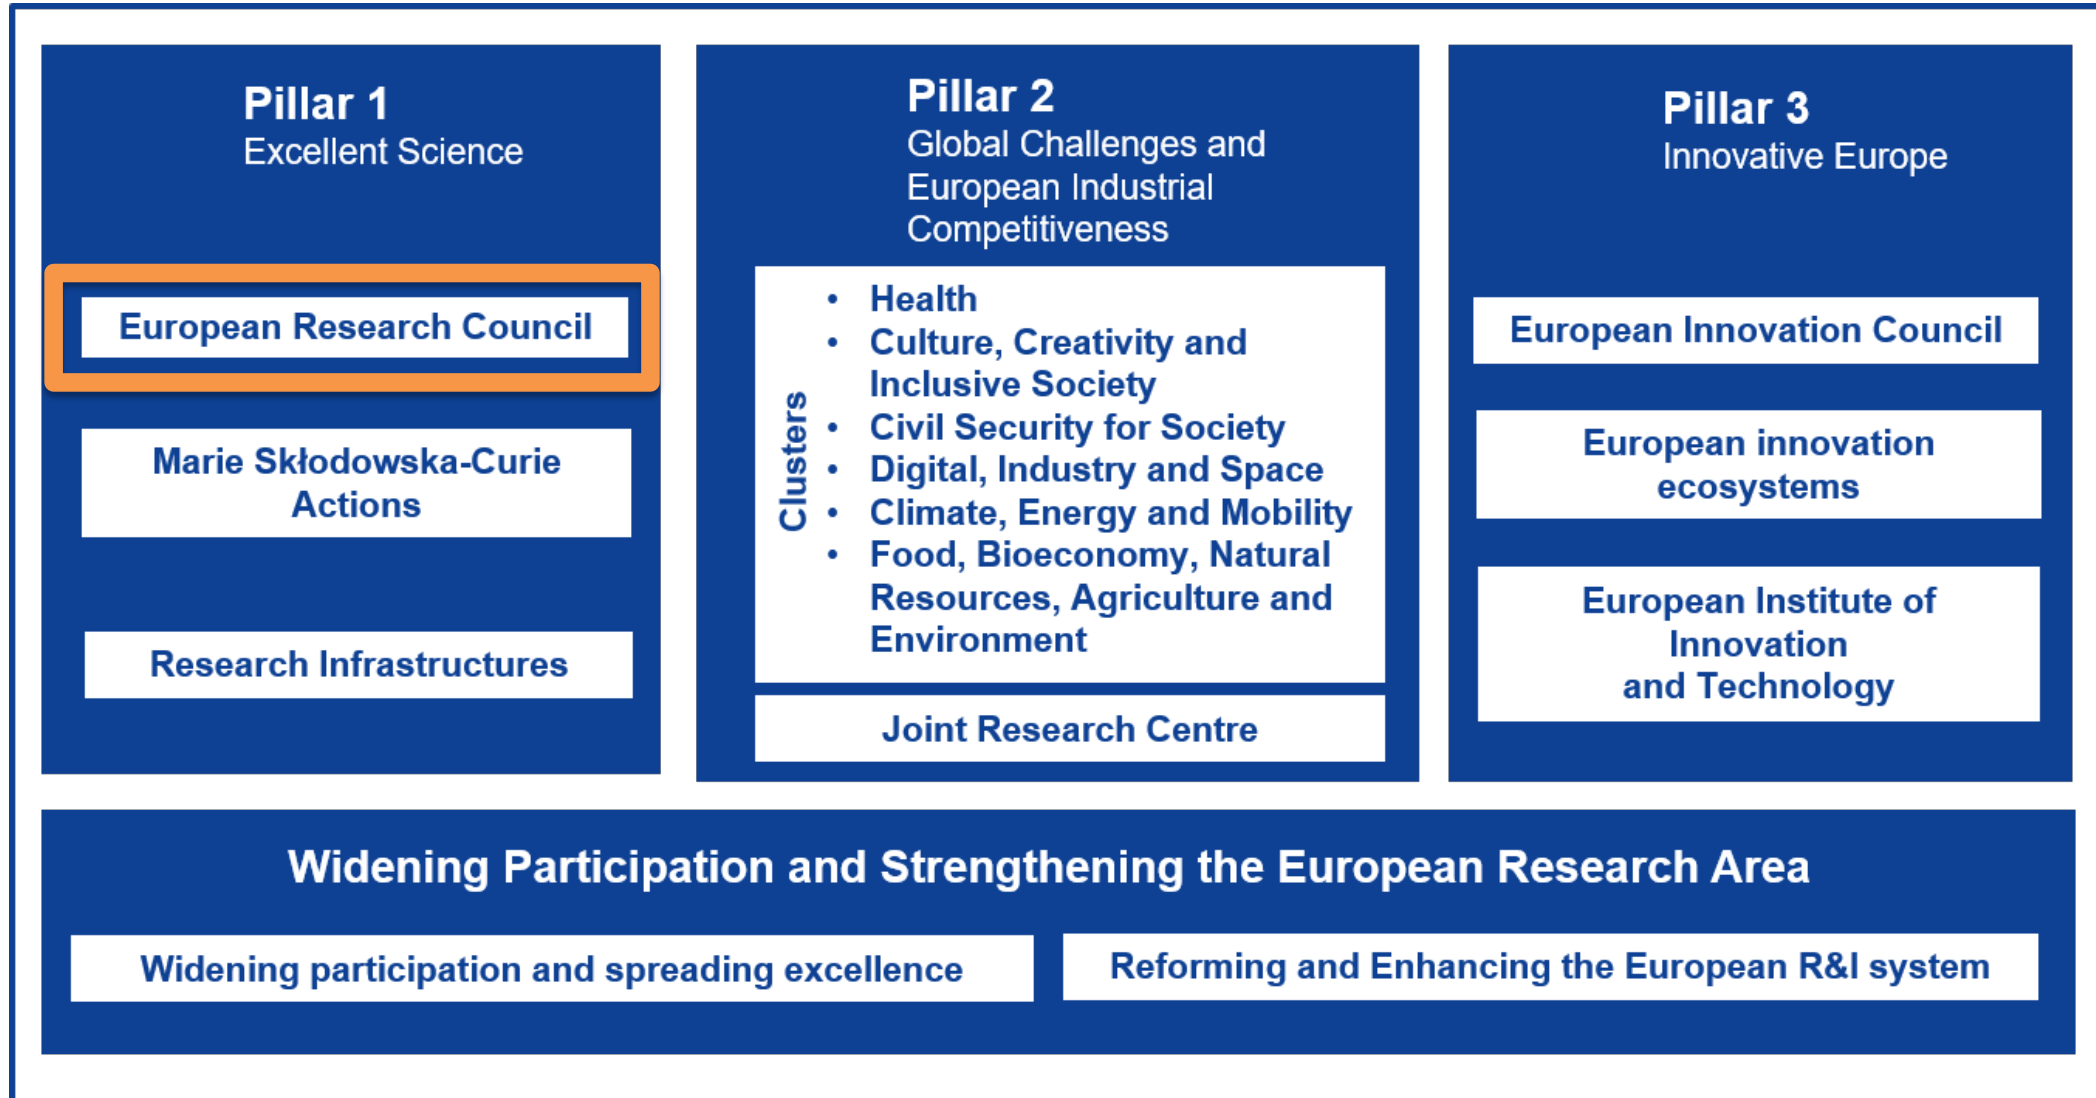 Pillar 1
Excellent Science
European Research Council
Marie Skłodowska-Curie
Actions
Research Infrastructures
Pillar 2
Global Challenges and
European Industrial
Competitiveness
Clusters
• Health
• Culture, Creativity and
Inclusive Society
• Civil Security for Society
• Digital, Industry and Space
• Climate, Energy and Mobility
• Food, Bioeconomy, Natural
Resources, Agriculture and
Environment
Joint Research Centre
Pillar 3
Innovative Europe
European Innovation Council
European innovation
ecosystems
European Institute of
Innovation
and Technology
Widening Participation and Strengthening the European Research Area
Widening participation and spreading excellence
Reforming and Enhancing the European R&I system